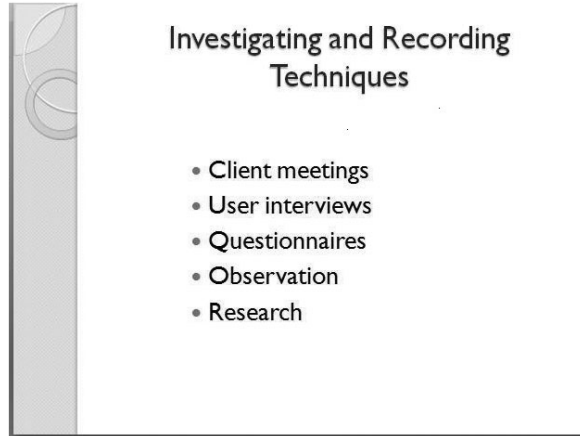 Investigating and Recording
Techniques
• Client meetings
• User interviews
• Questionnaires
• Observation
• Research